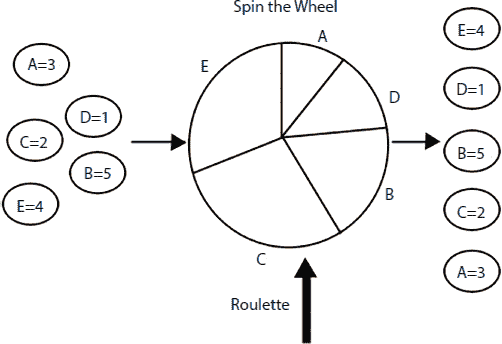 Spin the Wheel
A=3
D=1
C=2
B=5
E=4
A
E
D
B
C
Roulette
E=4
D=1
B=5
C=2
A=3